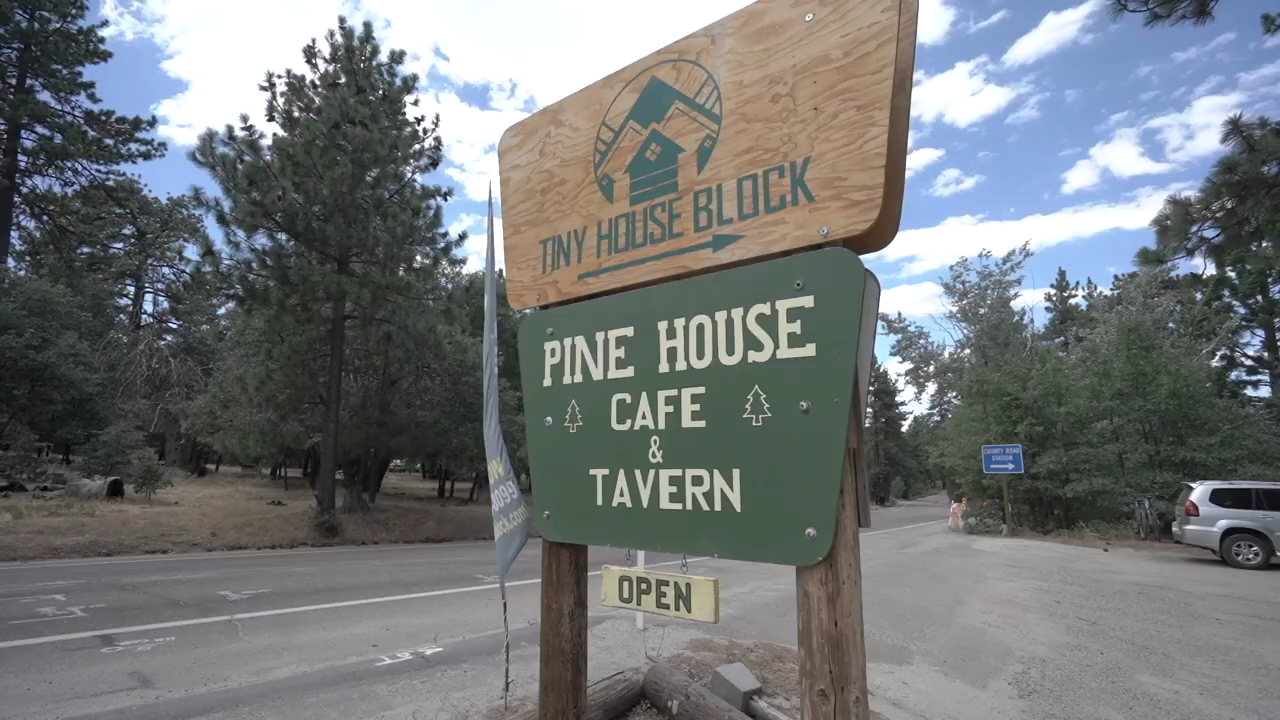 TINY HOUSE BLOCK
PINE HOUSE
CAFE
&
TAVERN
OPEN
COUNTY ROAD
STATION